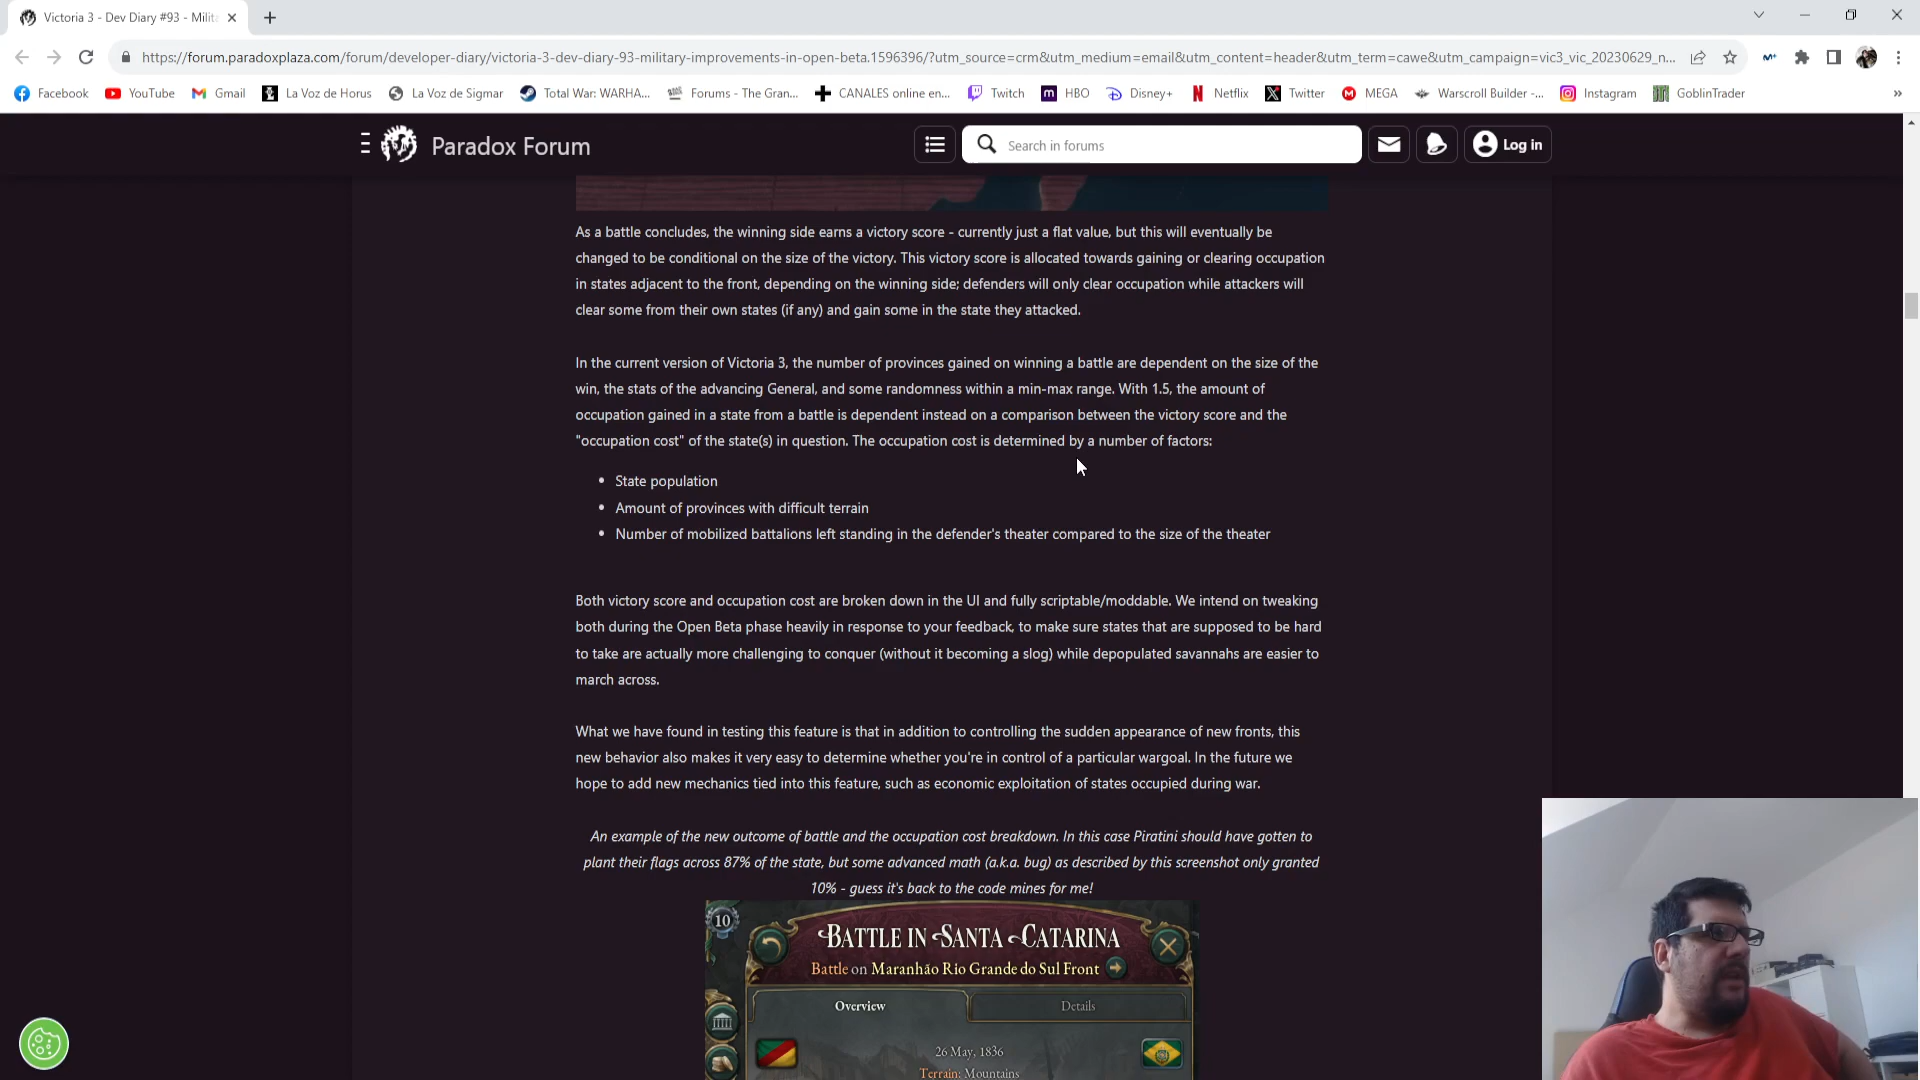 Victoria 3 - Dev Diary #93 - Milit
https://forum.paradoxplaza.com/forum/developer-diary/victoria-3-dev-diary-93-military-improvements-in-open-beta.1596396/?utm_source=crm&utm_medium=email&utm_content=header&utm_term=cawe&utm_campaign=vic3_vic_20230629_n...
Facebook YouTube Gmail La Voz de Horus La Voz de Sigmar Total War: WARHA... Forums - The Gran... CANALES online en... Twitch HBO Disney+ Netflix Twitter MEGA Warscroll Builder -... Instagram GoblinTrader »
Paradox Forum Search in forums Log in
As a battle concludes, the winning side earns a victory score - currently just a flat value, but this will eventually be
changed to be conditional on the size of the victory. This victory score is allocated towards gaining or clearing occupation
in states adjacent to the front, depending on the winning side; defenders will only clear occupation while attackers will
clear some from their own states (if any) and gain some in the state they attacked.
In the current version of Victoria 3, the number of provinces gained on winning a battle are dependent on the size of the
win, the stats of the advancing General, and some randomness within a min-max range. With 1.5, the amount of
occupation gained in a state from a battle is dependent instead on a comparison between the victory score and the
"occupation cost" of the state(s) in question. The occupation cost is determined by a number of factors:
• State population
• Amount of provinces with difficult terrain
• Number of mobilized battalions left standing in the defender's theater compared to the size of the theater
Both victory score and occupation cost are broken down in the UI and fully scriptable/moddable. We intend on tweaking
both during the Open Beta phase heavily in response to your feedback, to make sure states that are supposed to be hard
to take are actually more challenging to conquer (without it becoming a slog) while depopulated savannahs are easier to
march across.
What we have found in testing this feature is that in addition to controlling the sudden appearance of new fronts, this
new behavior also makes it very easy to determine whether you're in control of a particular wargoal. In the future we
hope to add new mechanics tied into this feature, such as economic exploitation of states occupied during war.
An example of the new outcome of battle and the occupation cost breakdown. In this case Piratini should have gotten to
plant their flags across 87% of the state, but some advanced math (a.k.a. bug) as described by this screenshot only granted
10% - guess it's back to the code mines for me!
10
Battle in Santa Catarina
Battle on Maranhão Rio Grande do Sul Front
Overview Details
26 May, 1836
Terrain: Mountains